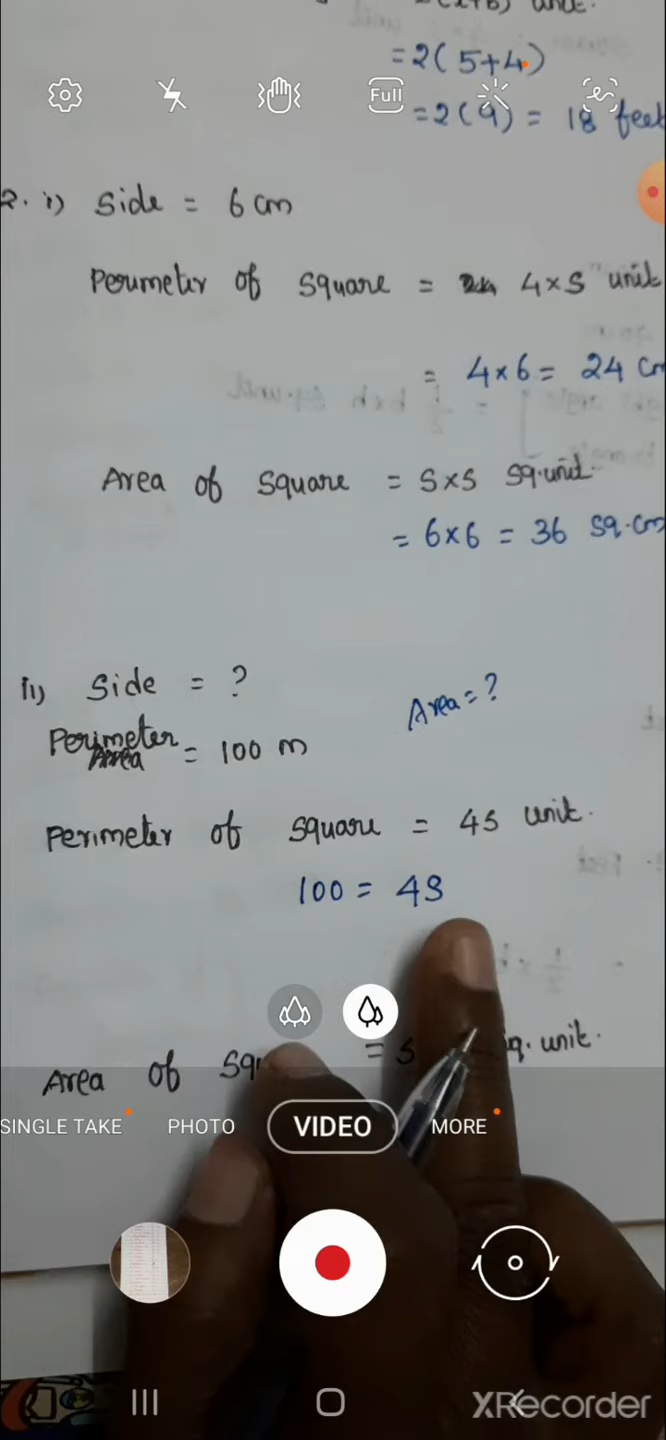 = 2( 5+4 )
Full
= 2 ( 9 ) = 18 feet
2. i) Side = 6 cm
Perimeter of square = 4 × S unit
= 4 × 6 = 24 cm
Area of square = S×S sq.unit
= 6×6 = 36 sq.cm
ii) Side = ?
Area = ?
Perimeter = 100 m
Perimeter of square = 4S unit.
100 = 4S
Area of sq = S q. unit.
SINGLE TAKE PHOTO VIDEO MORE
XRecorder